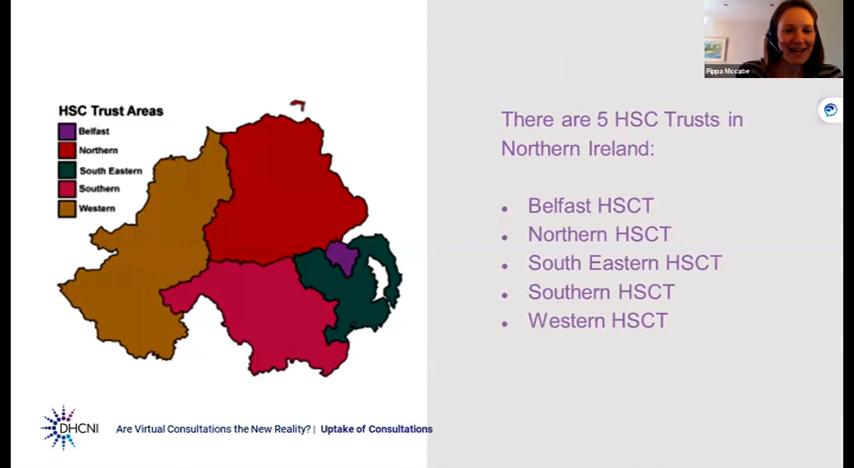 Pippa Mccabe
HSC Trust Areas
Belfast
Northern
South Eastern
Southern
Western
There are 5 HSC Trusts in
Northern Ireland:
• Belfast HSCT
• Northern HSCT
• South Eastern HSCT
• Southern HSCT
• Western HSCT
DHCNI
Are Virtual Consultations the New Reality? | Uptake of Consultations